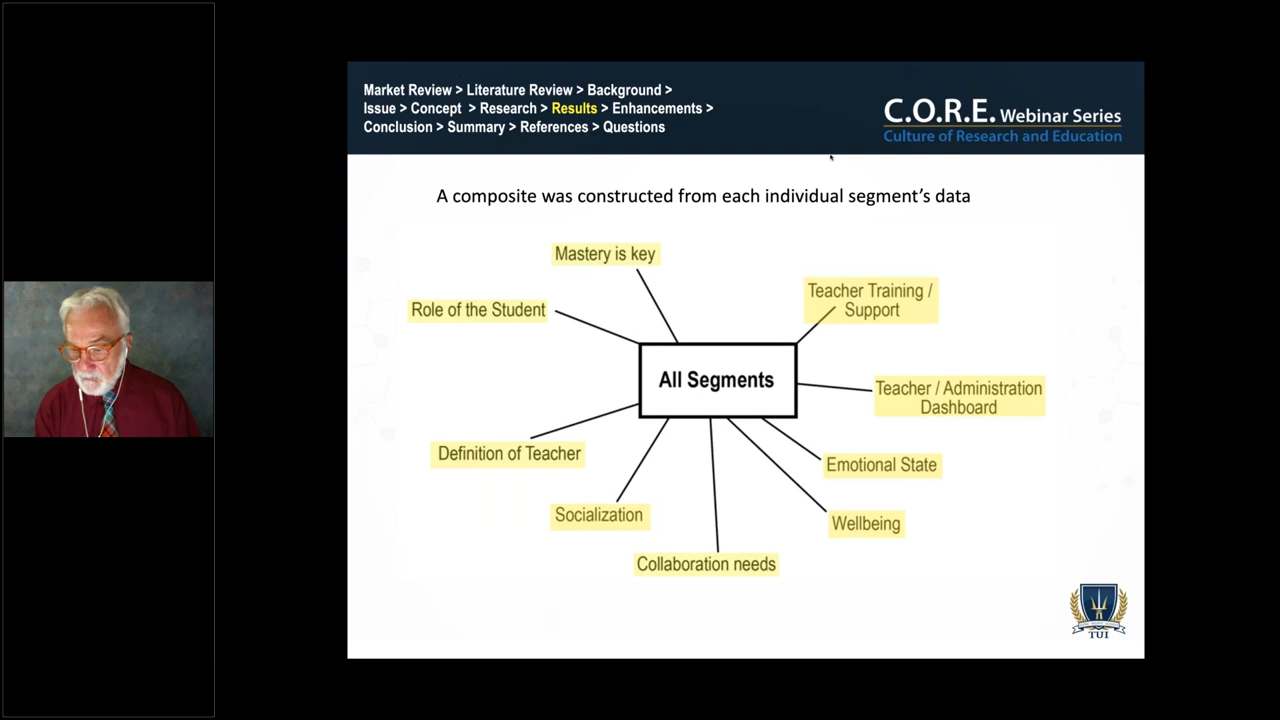 Market Review > Literature Review > Background >
Issue > Concept > Research > Results > Enhancements >
Conclusion > Summary > References > Questions
C.O.R.E. Webinar Series
Culture of Research and Education
A composite was constructed from each individual segment’s data
Mastery is key
Teacher Training /
Support
Role of the Student
All Segments
Teacher / Administration
Dashboard
Definition of Teacher
Emotional State
Socialization
Wellbeing
Collaboration needs
TUI